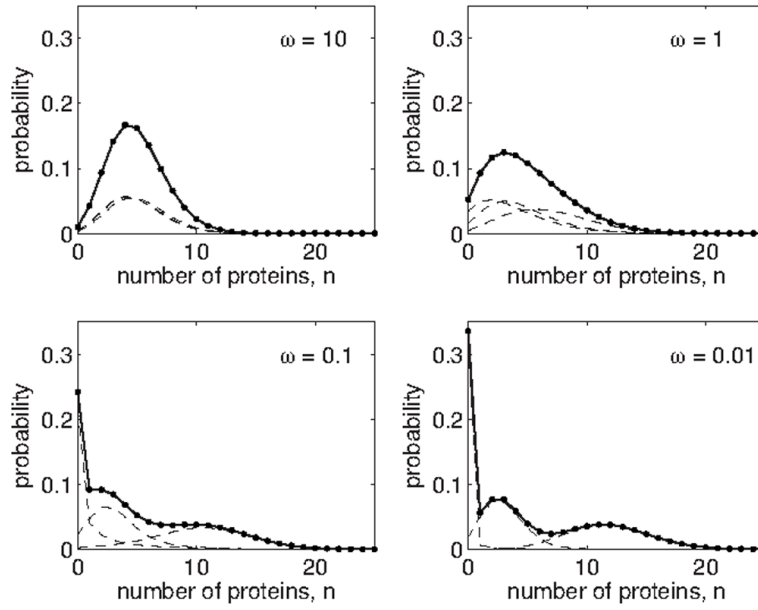 0.3
ω = 10
0.2
probability
0.1
0
0 10 20
number of proteins, n
0.3
ω = 1
0.2
probability
0.1
0
0 10 20
number of proteins, n
0.3
ω = 0.1
0.2
probability
0.1
0
0 10 20
number of proteins, n
0.3
ω = 0.01
0.2
probability
0.1
0
0 10 20
number of proteins, n